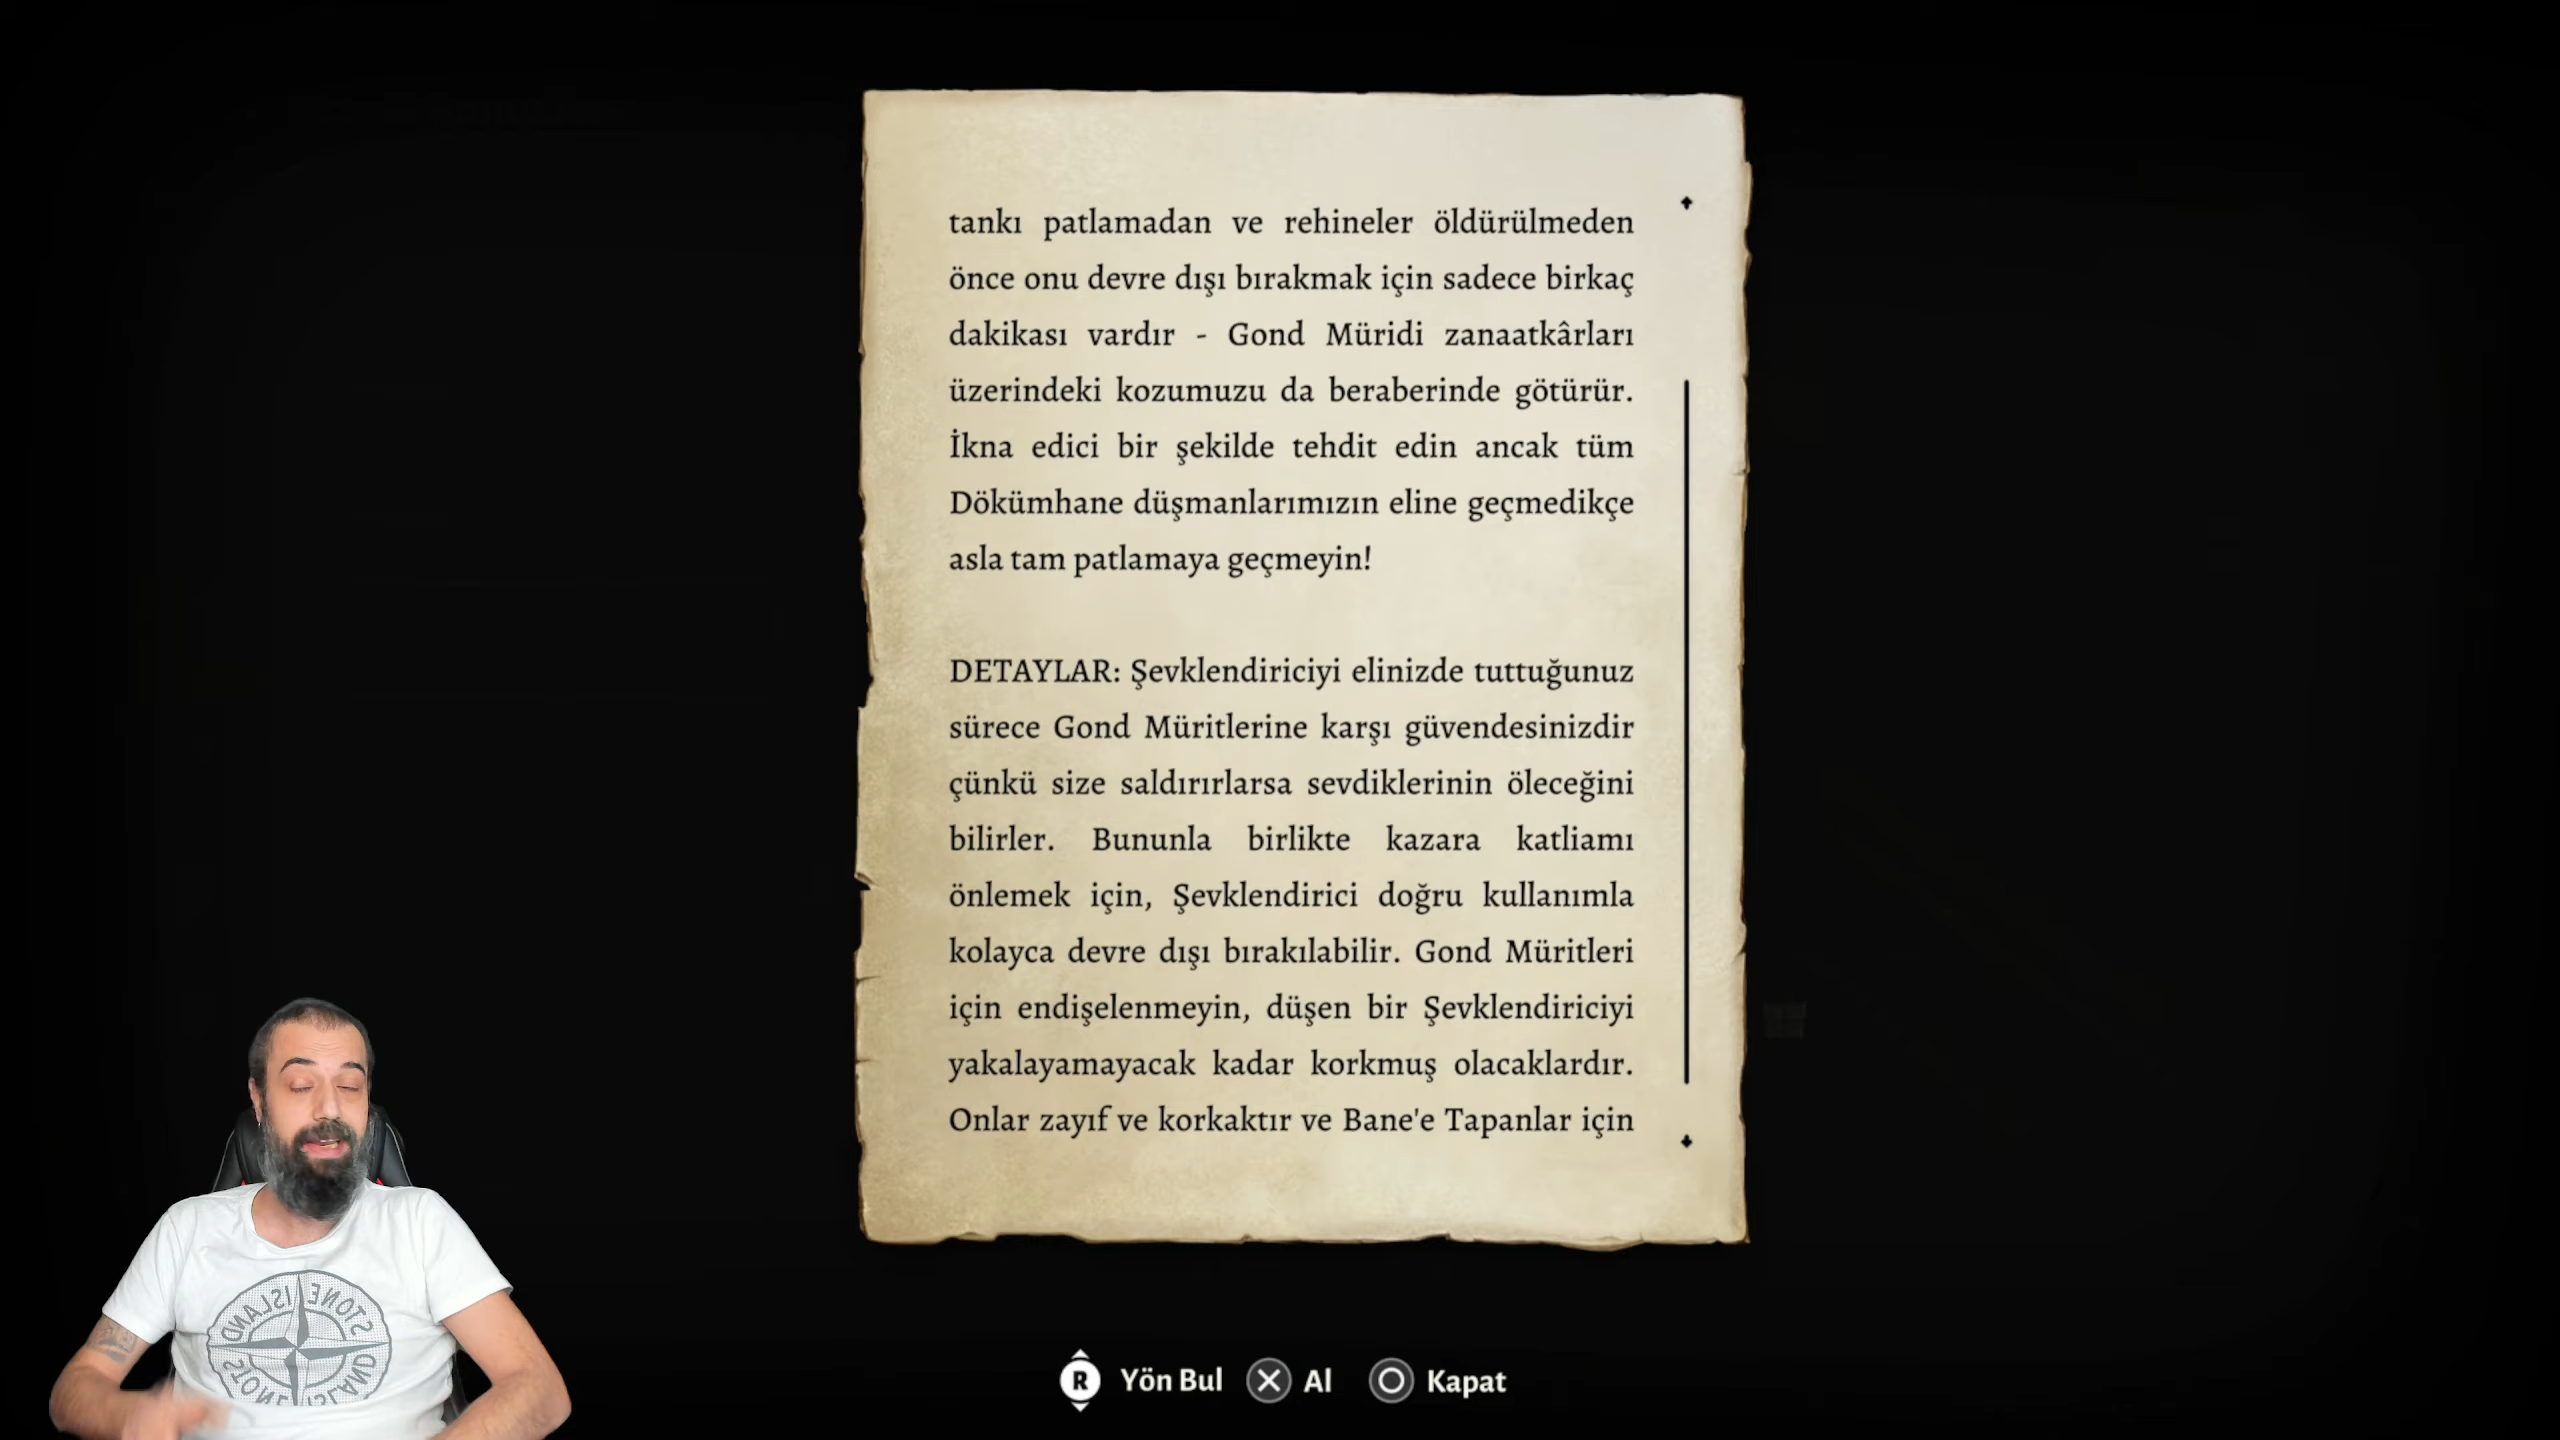 tankı patlamadan ve rehineler öldürülmeden
önce onu devre dışı bırakmak için sadece birkaç
dakikası vardır - Gond Müridi zanaatkârları
üzerindeki kozumuzu da beraberinde götürür.
İkna edici bir şekilde tehdit edin ancak tüm
Dökümhane düşmanlarımızın eline geçmedikçe
asla tam patlamaya geçmeyin!
DETAYLAR: Şevklendiriciyi elinizde tuttuğunuz
sürece Gond Müritlerine karşı güvendesinizdir
çünkü size saldırırlarsa sevdiklerinin öleceğini
bilirler. Bununla birlikte kazara katliamı
önlemek için, Şevklendirici doğru kullanımla
kolayca devre dışı bırakılabilir. Gond Müritleri
için endişelenmeyin, düşen bir Şevklendiriciyi
yakalayamayacak kadar korkmuş olacaklardır.
Onlar zayıf ve korkaktır ve Bane'e Tapanlar için
STONE ISLAND
STONE ISLAND
R Yön Bul Al Kapat